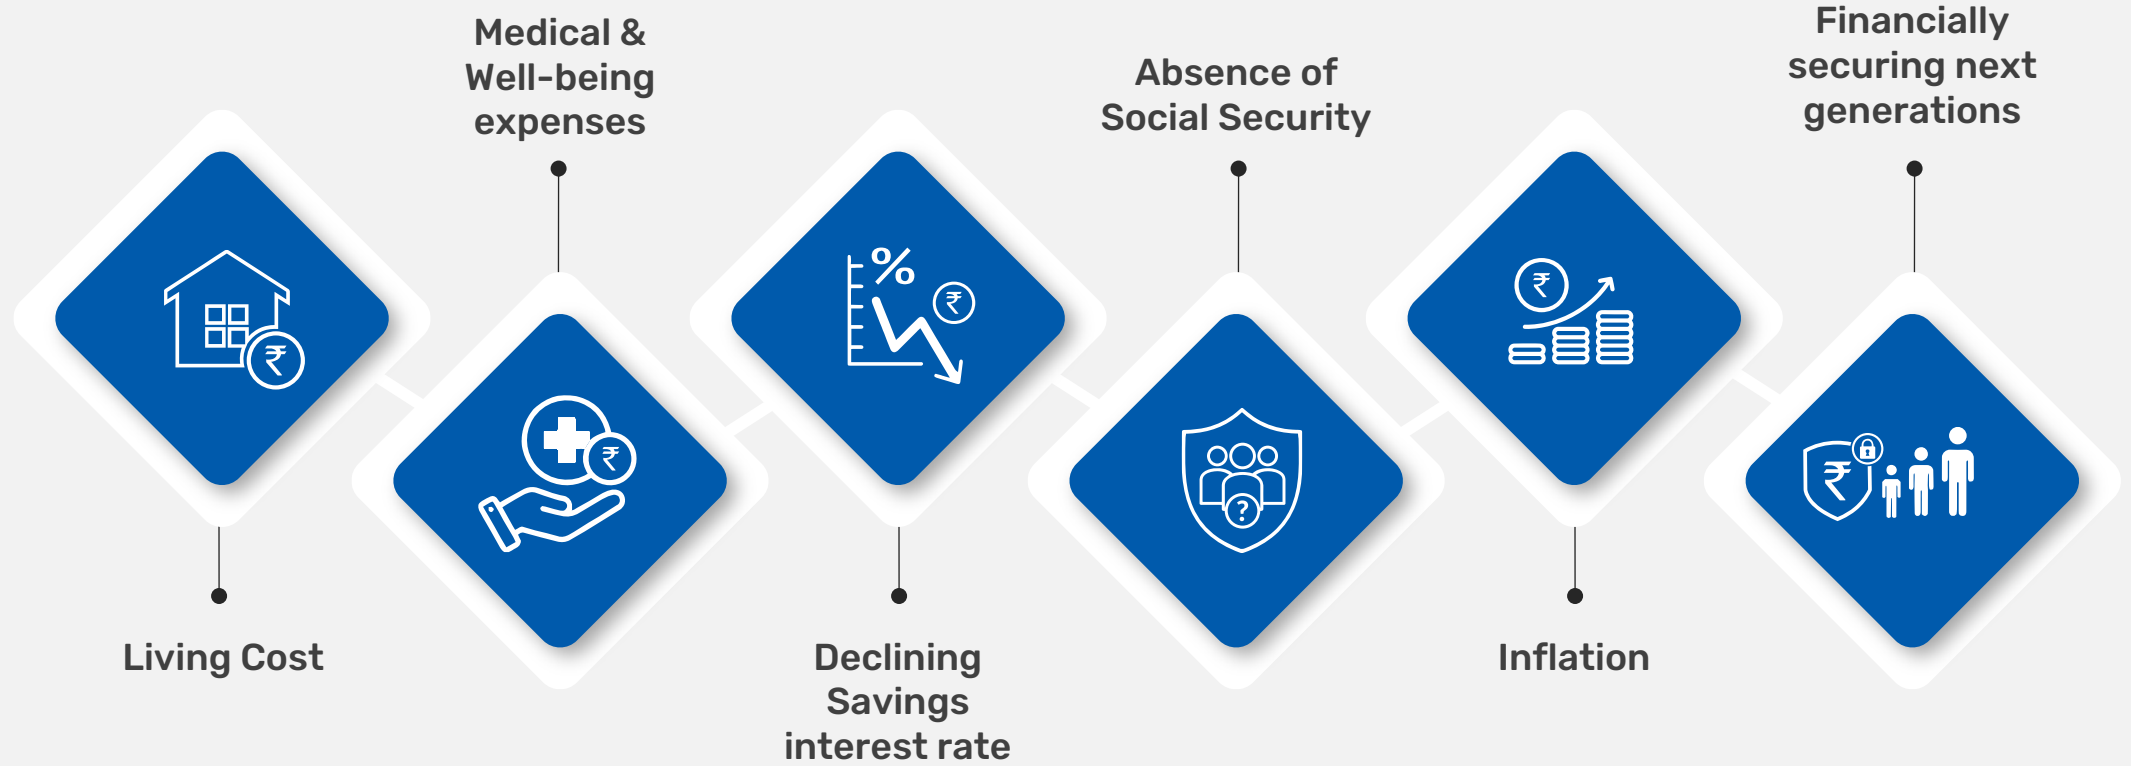 Living Cost
Medical &
Well-being
expenses
₹
₹
%
₹
Declining
Savings
interest rate
Absence of
Social Security
?
₹
Inflation
Financially
securing next
generations
₹